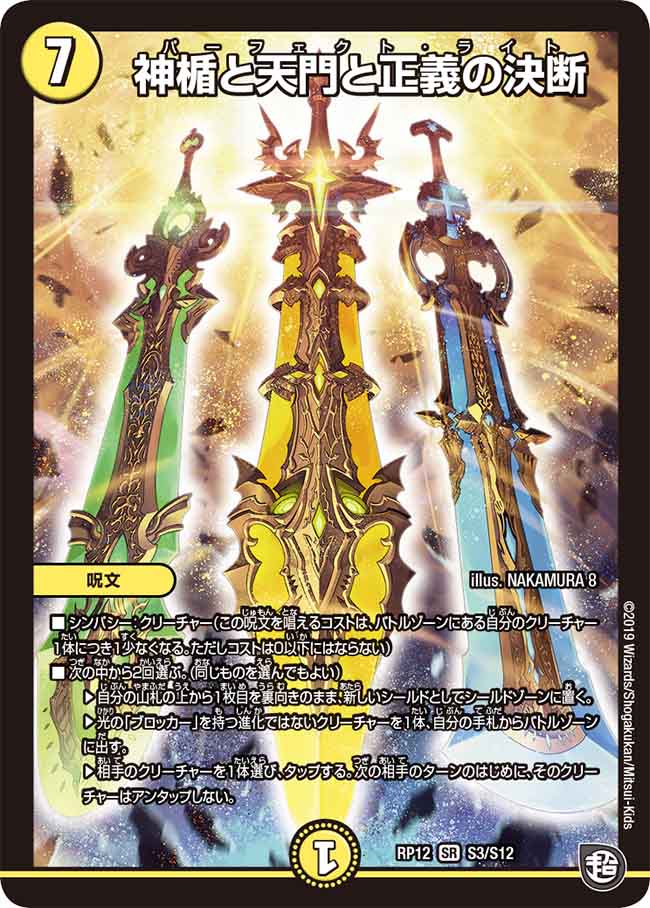 パーフェクト・ライト
7
神楯と天門と正義の決断
呪文
illus. NAKAMURA 8
■シンパシー:クリーチャー(この呪文を唱えるコストは、バトルゾーンにある自分のクリーチャー
1体につき1少なくなる。ただしコストは0以下にはならない)
■次の中から2回選ぶ。(同じものを選んでもよい)
▶自分の山札の上から1枚目を裏向きのまま、新しいシールドとしてシールドゾーンに置く。
▶光の「ブロッカー」を持つ進化ではないクリーチャーを1体、自分の手札からバトルゾーン
に出す。
▶相手のクリーチャーを1体選び、タップする。次の相手のターンのはじめに、そのクリー
チャーはアンタップしない。
©2019 Wizards/Shogakukan/Mitsui-Kids
1
RP12 SR S3/S12
超